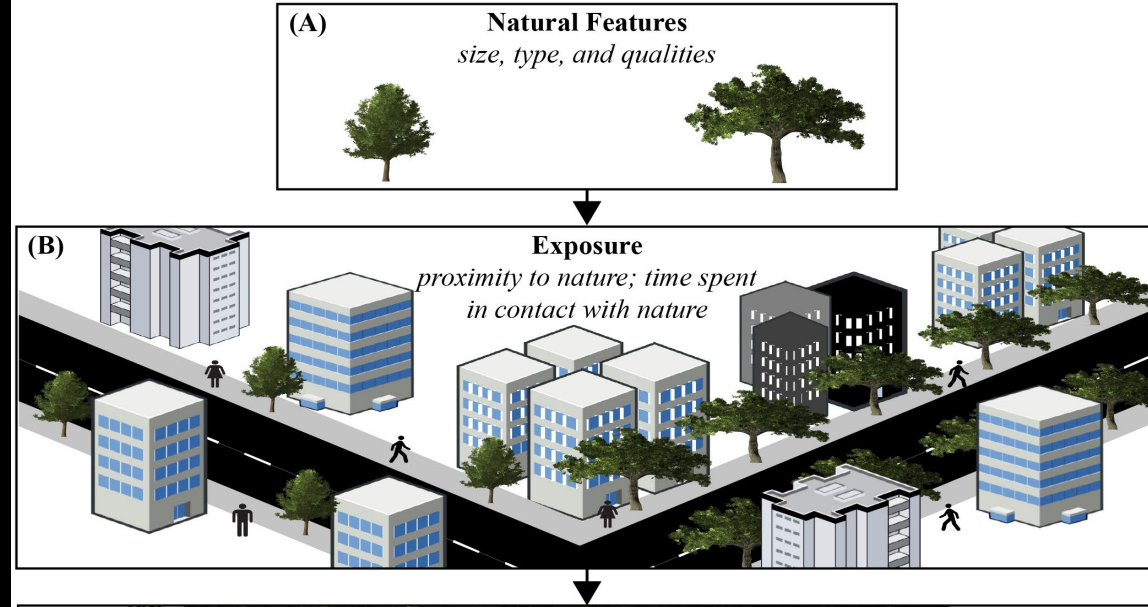 (A)
Natural Features
size, type, and qualities
(B)
Exposure
proximity to nature; time spent
in contact with nature